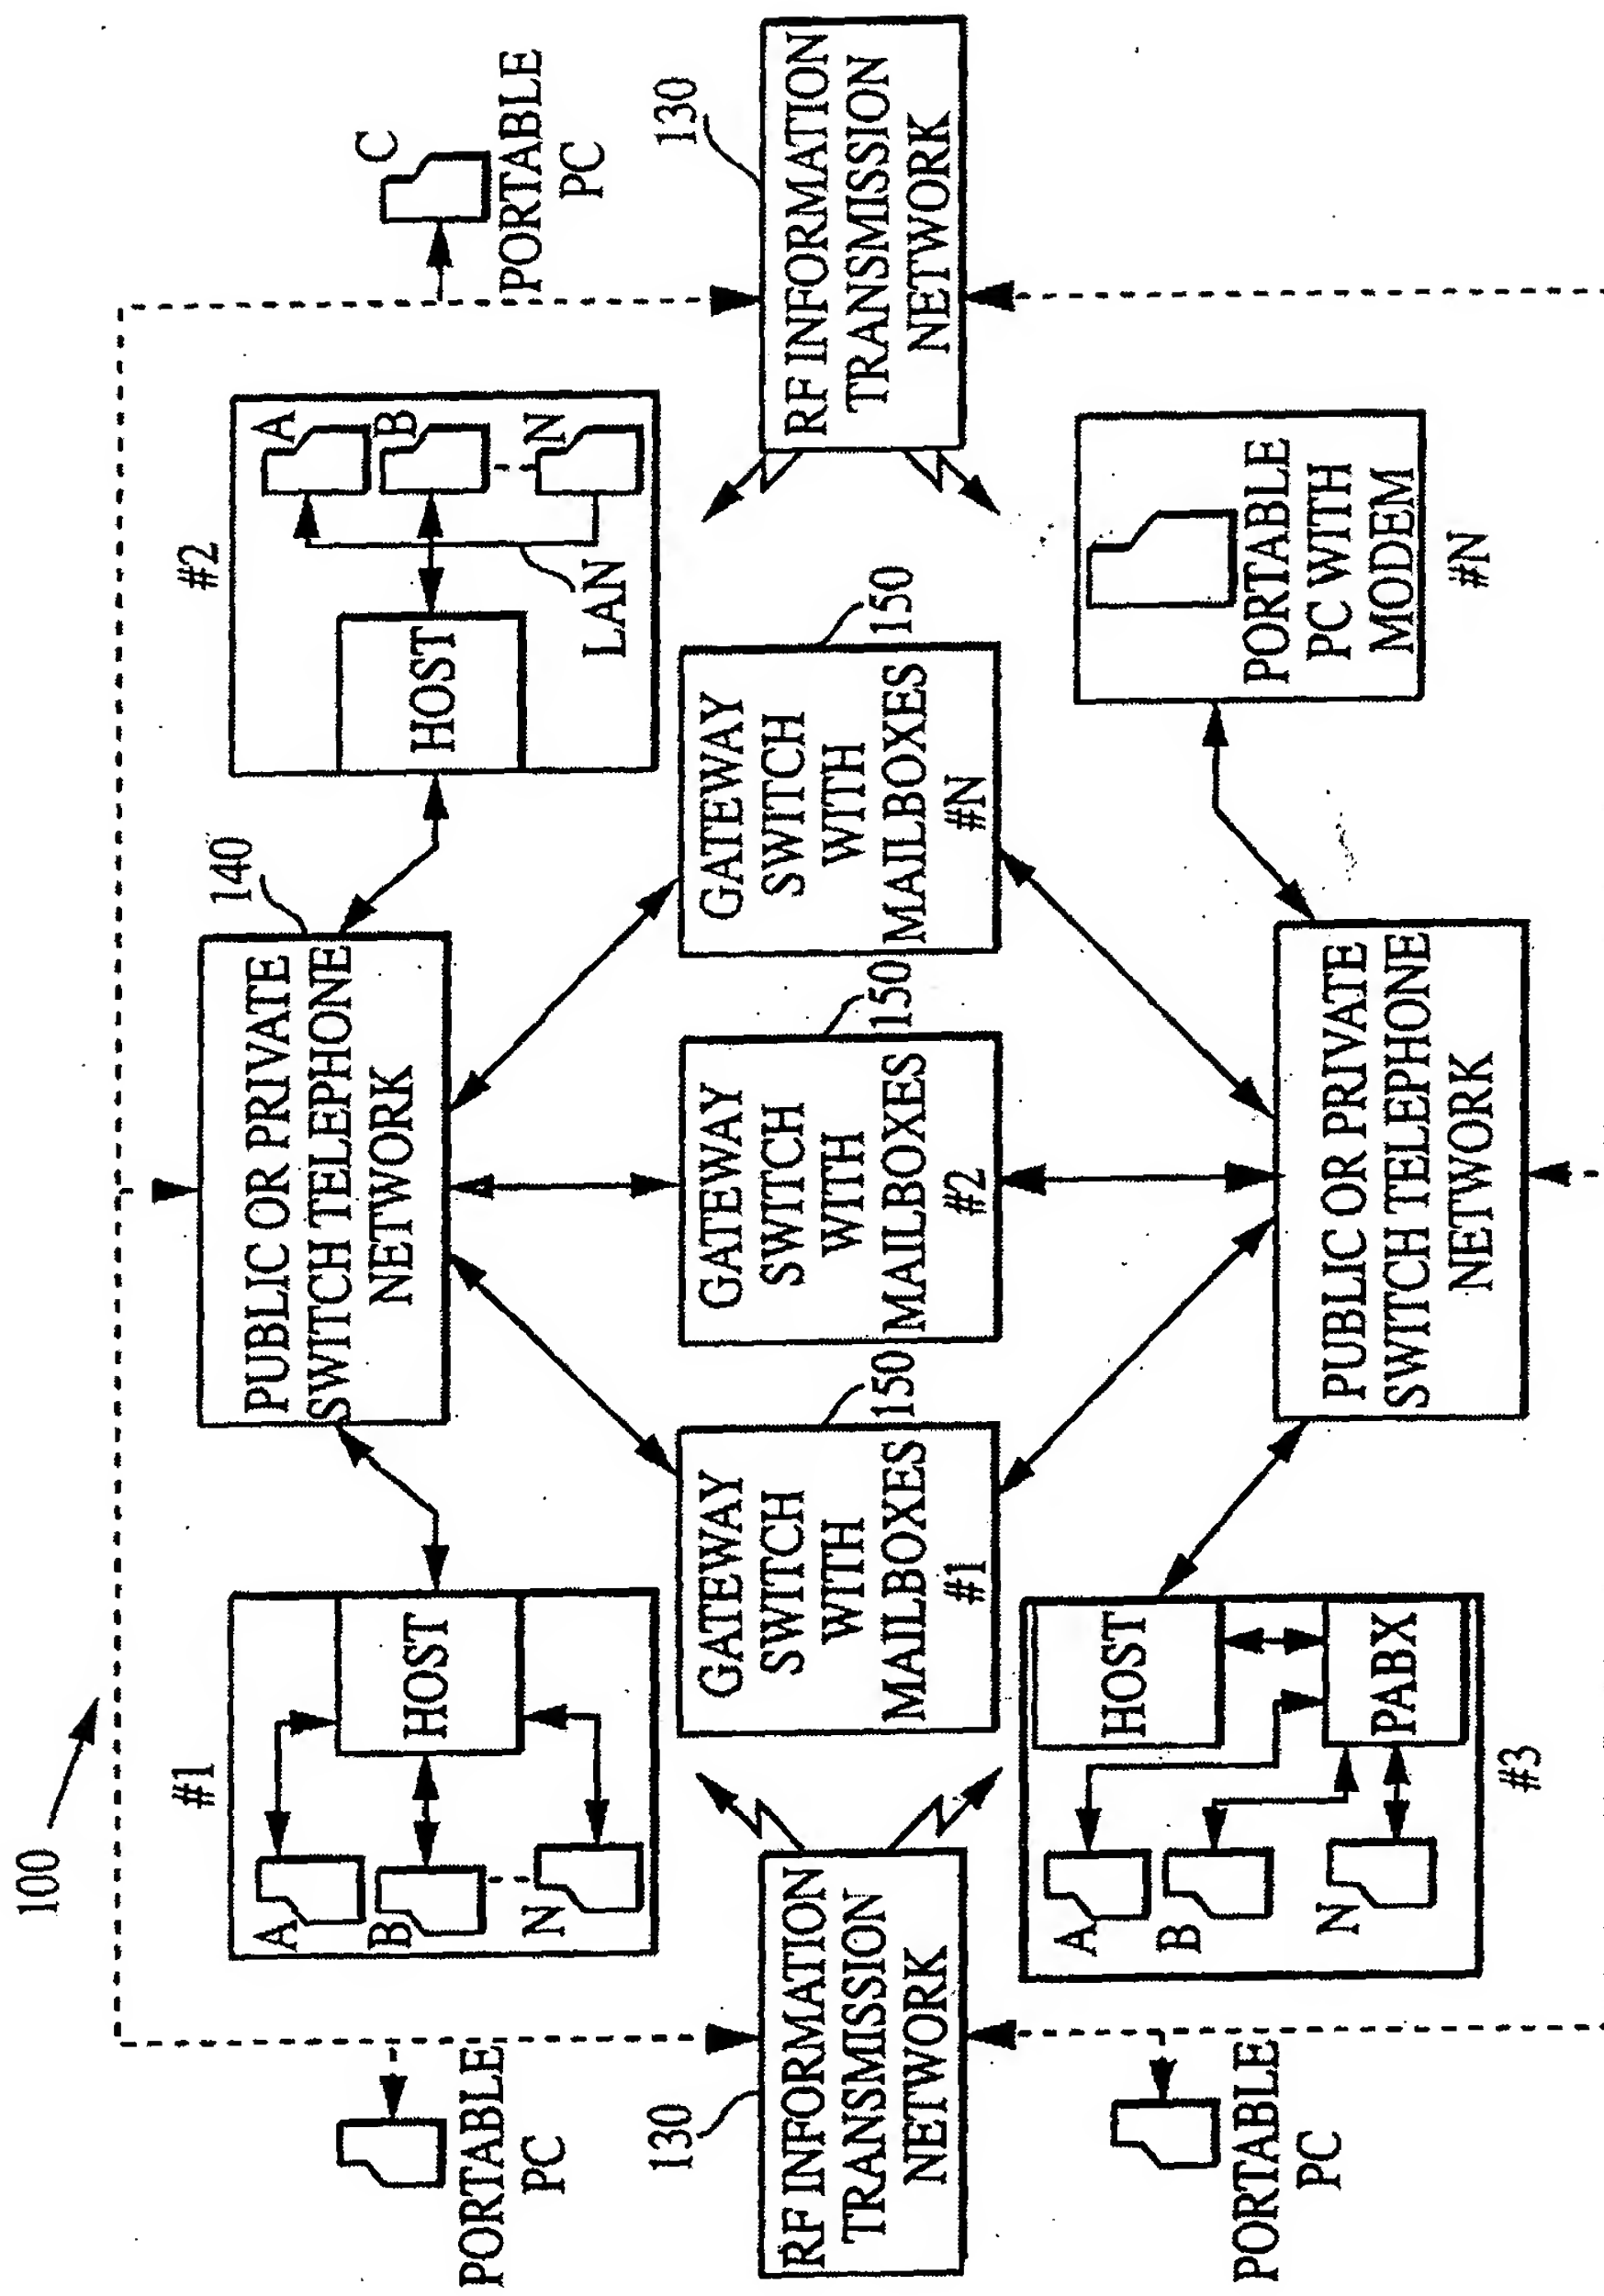 100
#1
A
B
N
HOST
140
PUBLIC OR PRIVATE
SWITCH TELEPHONE
NETWORK
#2
HOST
A
B
N
LAN
C
PORTABLE
PC
PORTABLE
PC
130
RF INFORMATION
TRANSMISSION
NETWORK
150
GATEWAY
SWITCH
WITH
MAILBOXES
#1
150
GATEWAY
SWITCH
WITH
MAILBOXES
#2
150
GATEWAY
SWITCH
WITH
MAILBOXES
#N
130
RF INFORMATION
TRANSMISSION
NETWORK
PORTABLE
PC
A
B
N
HOST
PABX
#3
PUBLIC OR PRIVATE
SWITCH TELEPHONE
NETWORK
PORTABLE
PC WITH
MODEM
#N